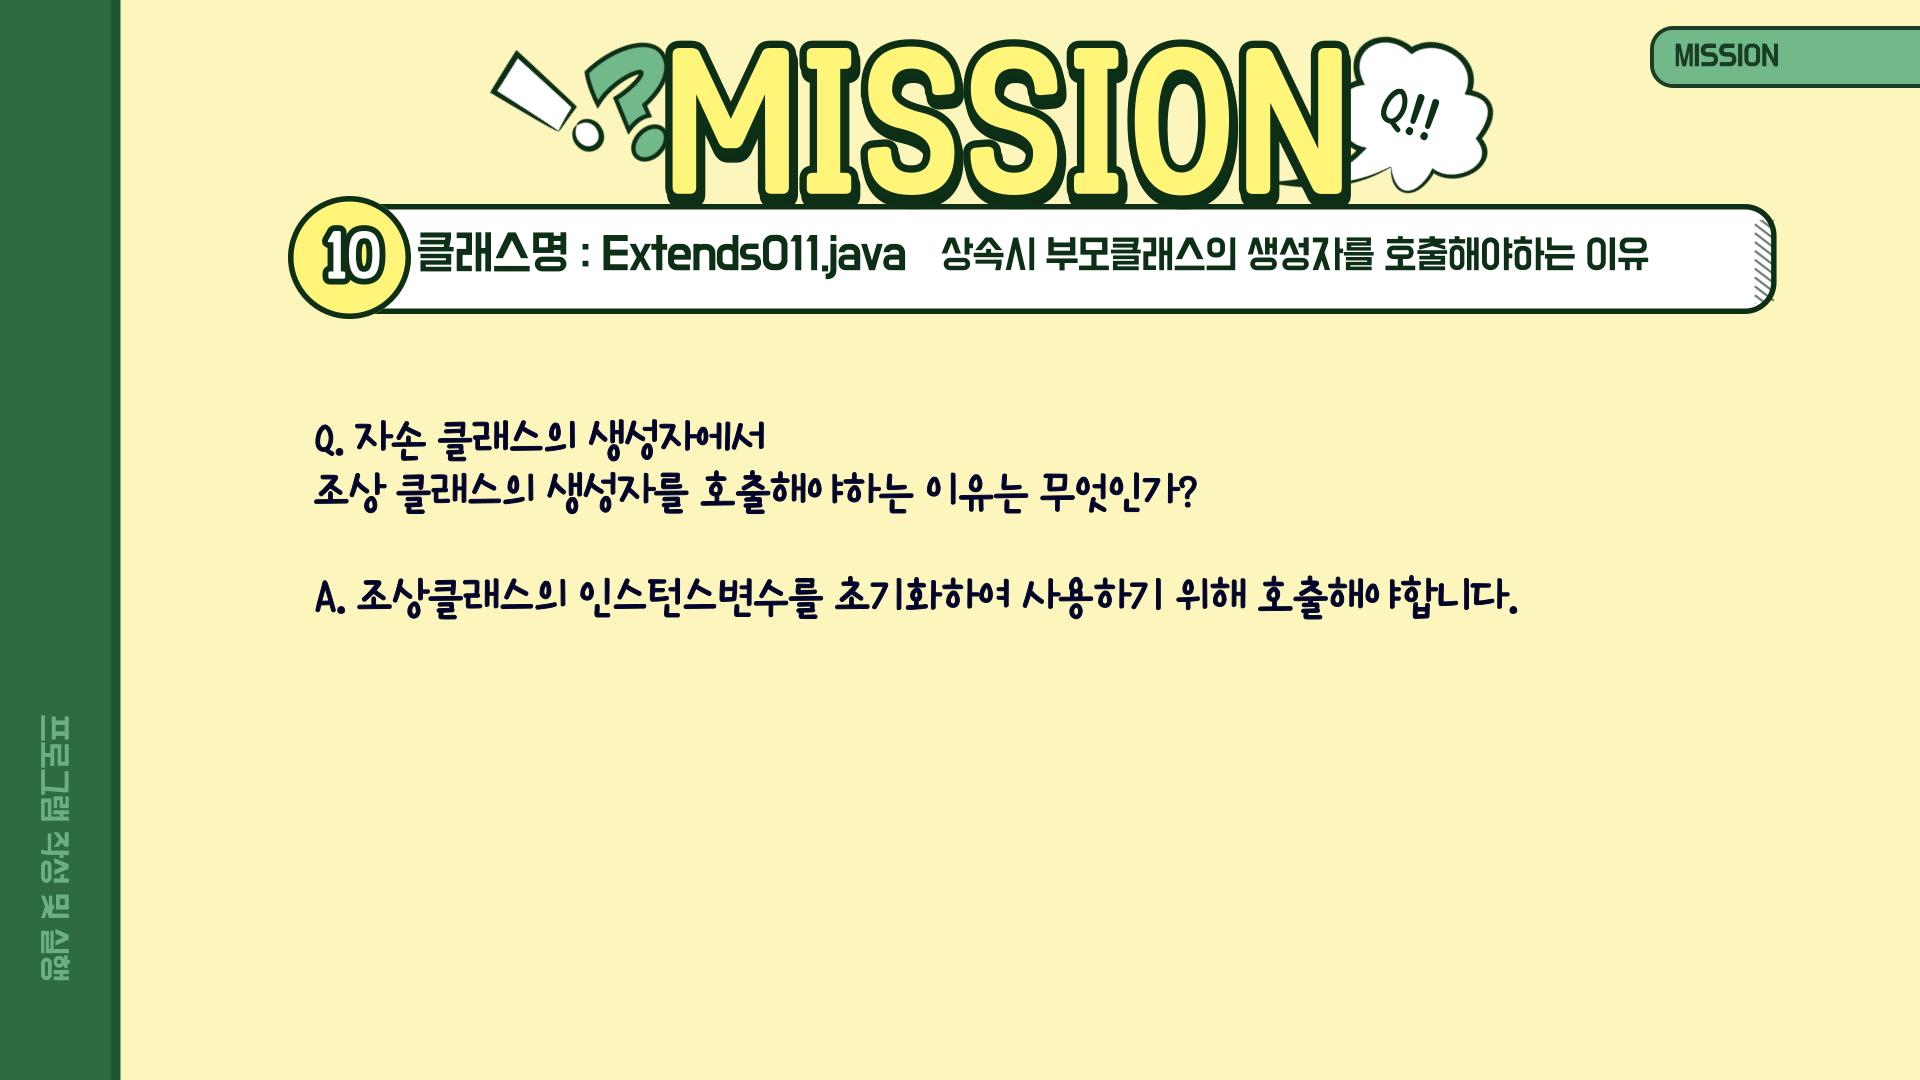 MISSION
!?
MISSION
Q!!
10
클래스명 : Extends011.java 상속시 부모클래스의 생성자를 호출해야하는 이유
Q. 자손 클래스의 생성자에서
조상 클래스의 생성자를 호출해야하는 이유는 무엇인가?
A. 조상클래스의 인스턴스변수를 초기화하여 사용하기 위해 호출해야합니다.
프로그램 작성 및 실행